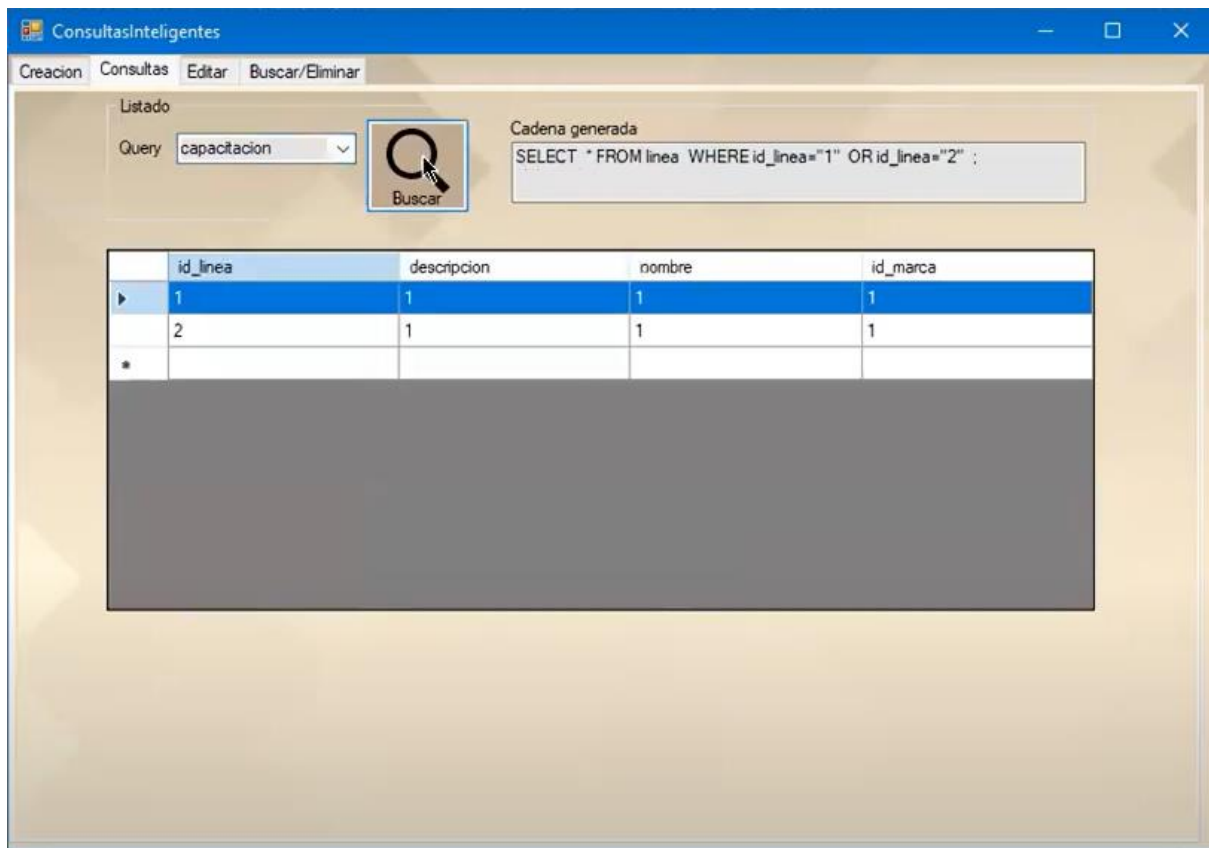 ConsultasInteligentes
Creacion Consultas Editar Buscar/Eliminar
Listado
Query capacitacion
Buscar
Cadena generada
SELECT * FROM linea WHERE id_linea="1" OR id_linea="2" ;
id_linea descripcion nombre id_marca
1 1 1 1
2 1 1 1
*